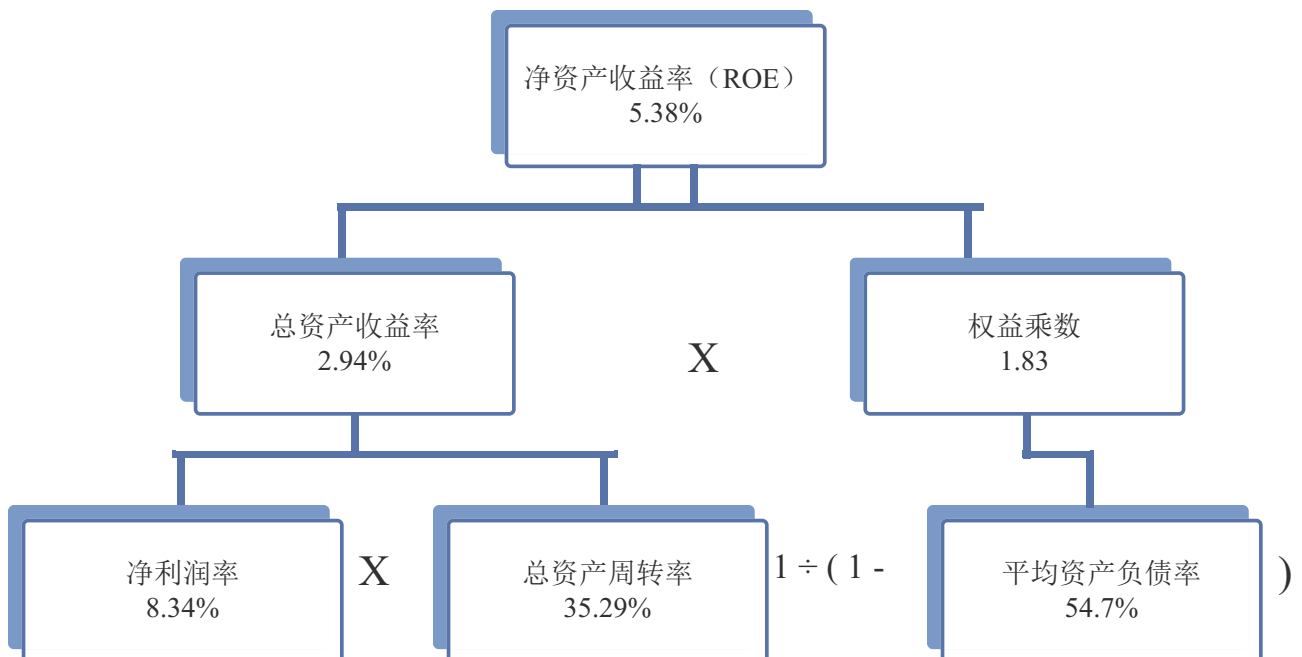 净资产收益率（ROE）
5.38%
总资产收益率
2.94%
X
权益乘数
1.83
净利润率
8.34%
X
总资产周转率
35.29%
1 ÷ ( 1 -
平均资产负债率
54.7%
)